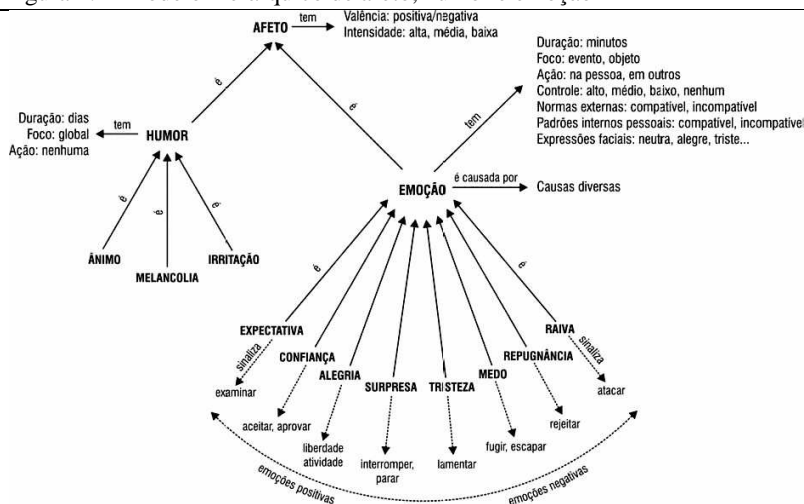 AFETO
tem
Valência: positiva/negativa
Intensidade: alta, média, baixa
é
é
Duração: minutos
Foco: evento, objeto
Ação: na pessoa, em outros
Controle: alto, médio, baixo, nenhum
Normas externas: compatível, incompatível
Padrões internos pessoais: compatível, incompatível
Expressões faciais: neutra, alegre, triste...
tem
Duração: dias
Foco: global
Ação: nenhuma
tem
HUMOR
é
é
é
ÂNIMO
MELANCOLIA
IRRITAÇÃO
EMOÇÃO
é causada por
Causas diversas
é
é
EXPECTATIVA
CONFIANÇA
ALEGRIA
SURPRESA
TRISTEZA
MEDO
REPUGNÂNCIA
RAIVA
sinaliza
sinaliza
examinar
aceitar, aprovar
liberdade
atividade
interromper,
parar
lamentar
fugir, escapar
rejeitar
atacar
emoções positivas
emoções negativas